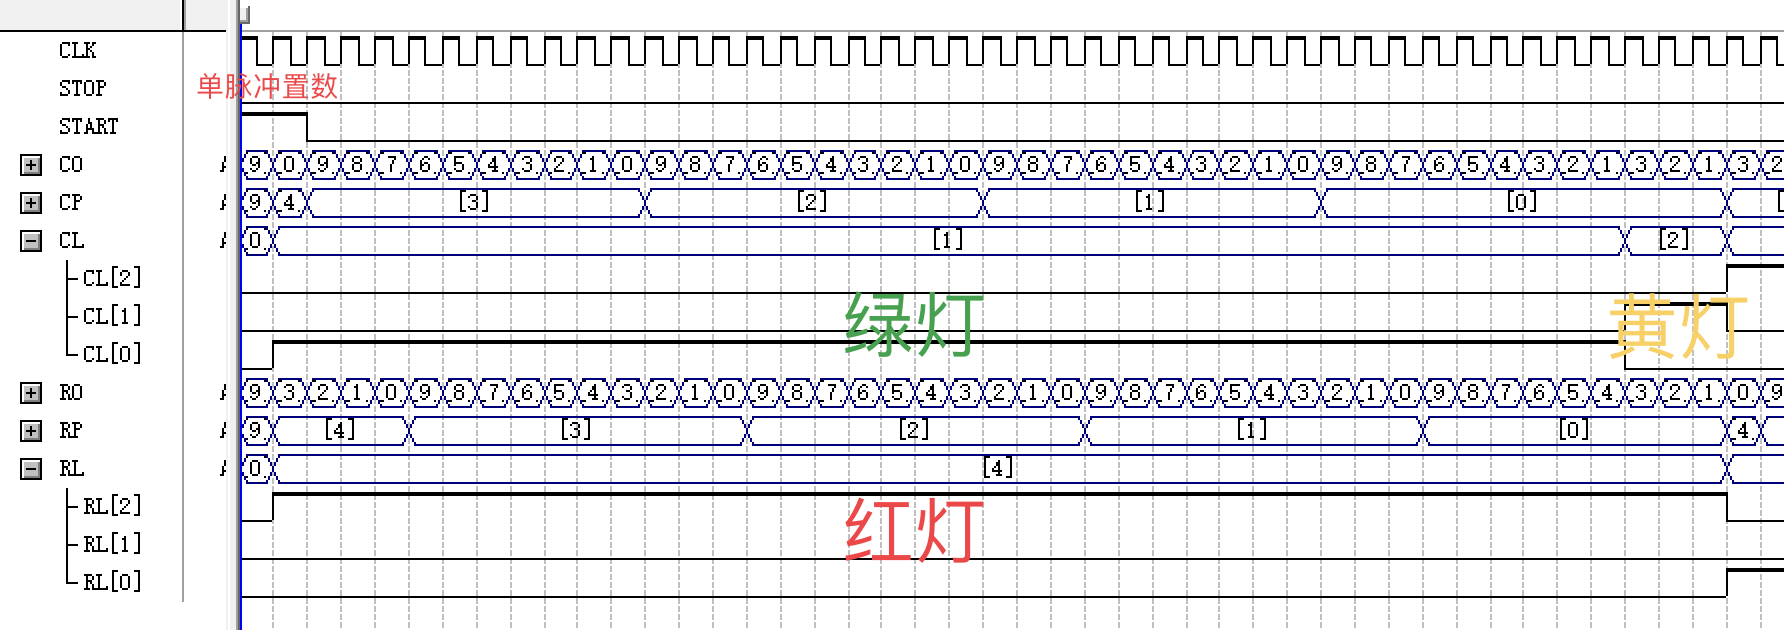 CLK
STOP 单脉冲置数
START
CO 9 0 9 8 7 6 5 4 3 2 1 0 9 8 7 6 5 4 3 2 1 0 9 8 7 6 5 4 3 2 1 0 9 8 7 6 5 4 3 2 1 3 2 1 3 2
CP 9 4 [3] [2] [1] [0] [
CL 0 [1] [2]
CL[2]
CL[1] 绿灯 黄灯
CL[0]
RO 9 3 2 1 0 9 8 7 6 5 4 3 2 1 0 9 8 7 6 5 4 3 2 1 0 9 8 7 6 5 4 3 2 1 0 9 8 7 6 5 4 3 2 1 0 9
RP 9 [4] [3] [2] [1] [0] 4
RL 0 [4]
RL[2]
RL[1] 红灯
RL[0]